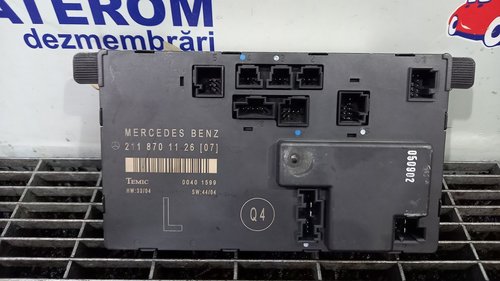 ATEROM
dezmembrări
MERCEDES BENZ
211 870 11 26 [07]
TEMIC
0040 1599
HW:33/04
SW:44/04
L
Q4
050902